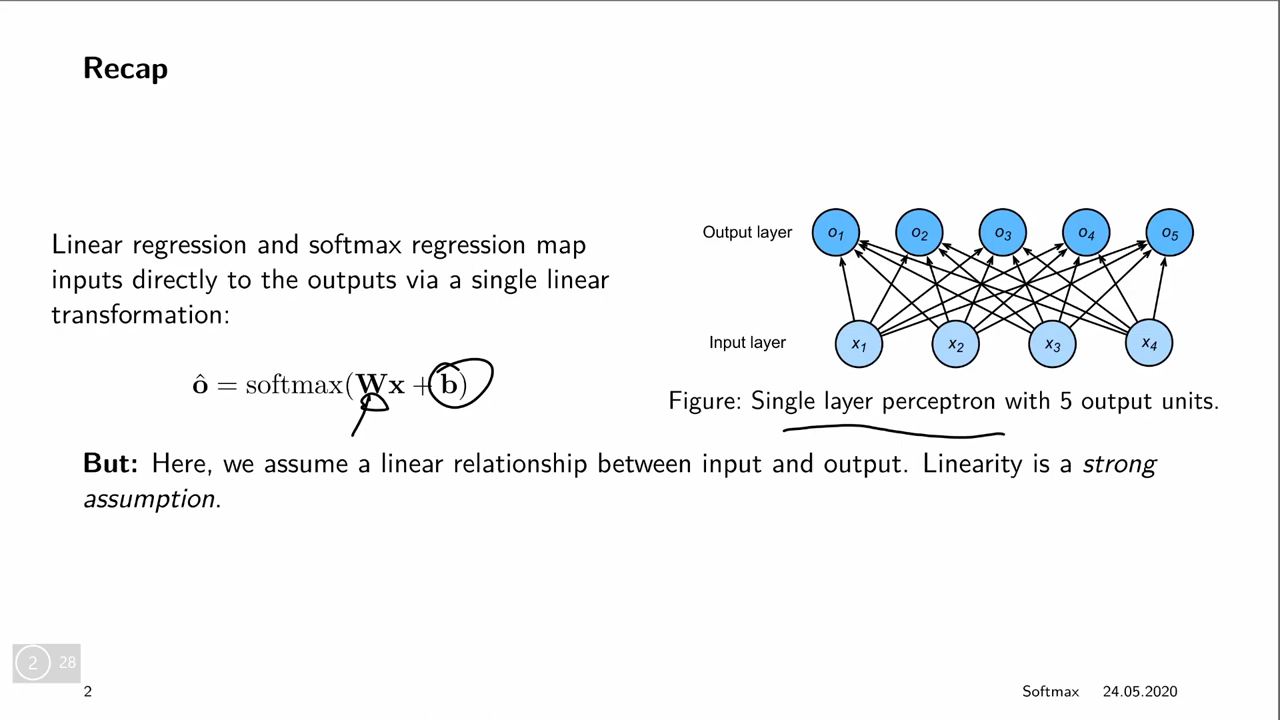 Recap
Linear regression and softmax regression map
inputs directly to the outputs via a single linear
transformation:
ô = softmax(Wx + b)
Output layer
o1 o2 o3 o4 o5
Input layer
x1 x2 x3 x4
Figure: Single layer perceptron with 5 output units.
But: Here, we assume a linear relationship between input and output. Linearity is a strong
assumption.
2 28
2
Softmax 24.05.2020